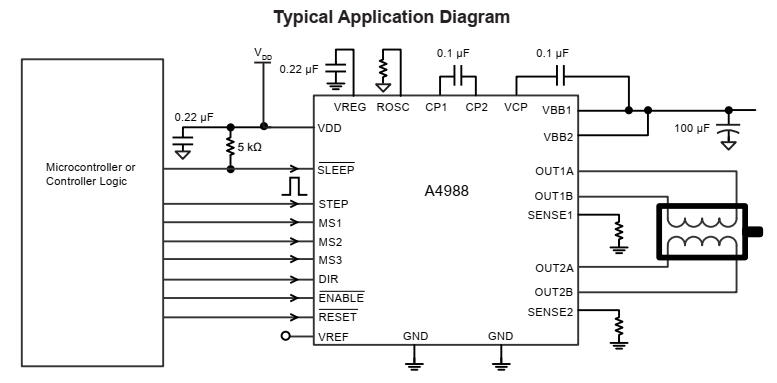 Typical Application Diagram
VDD
0.22 µF
0.1 µF
0.1 µF
VREG
ROSC
CP1
CP2
VCP
VBB1
0.22 µF
VDD
100 µF
VBB2
5 kΩ
Microcontroller or
Controller Logic
SLEEP
OUT1A
A4988
OUT1B
STEP
SENSE1
MS1
MS2
MS3
OUT2A
DIR
OUT2B
ENABLE
SENSE2
RESET
VREF
GND
GND